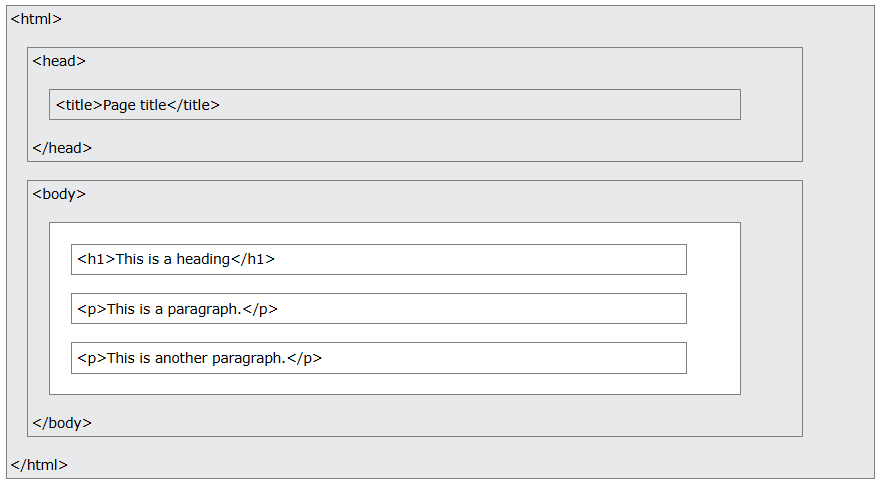 <html>
<head>
<title>Page title</title>
</head>
<body>
<h1>This is a heading</h1>
<p>This is a paragraph.</p>
<p>This is another paragraph.</p>
</body>
</html>